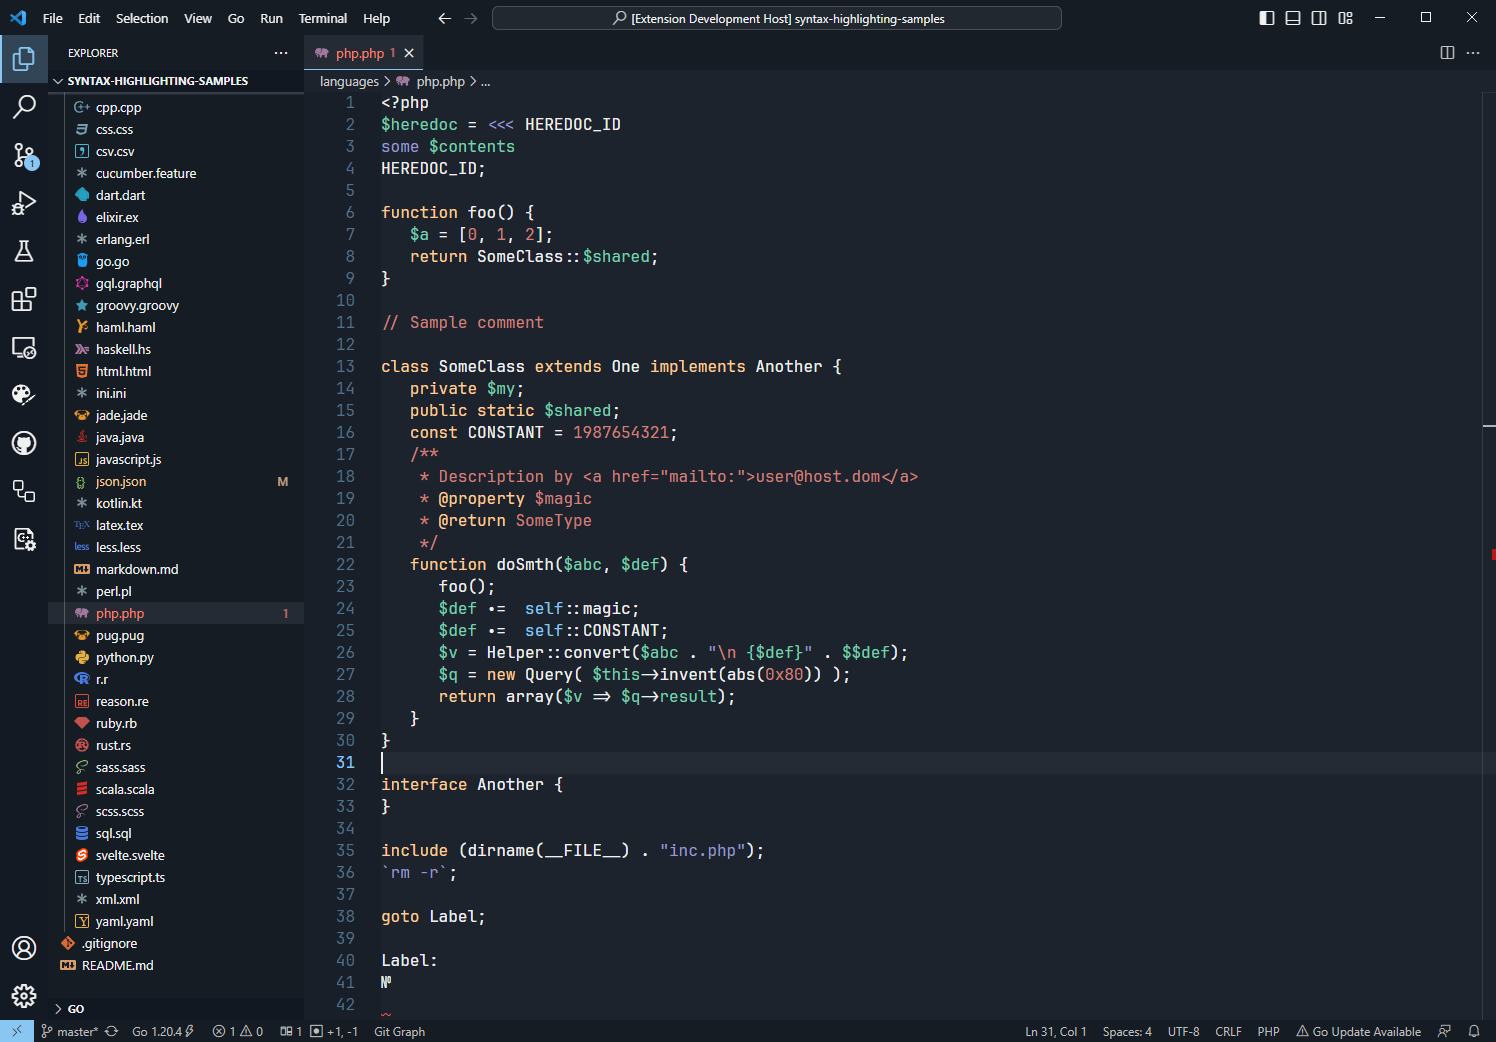 File Edit Selection View Go Run Terminal Help
[Extension Development Host] syntax-highlighting-samples
EXPLORER
SYNTAX-HIGHLIGHTING-SAMPLES
cpp.cpp
css.css
csv.csv
cucumber.feature
dart.dart
elixir.ex
erlang.erl
go.go
gql.graphql
groovy.groovy
haml.haml
haskell.hs
html.html
ini.ini
jade.jade
java.java
JS javascript.js
{} json.json M
kotlin.kt
TEX latex.tex
less less.less
markdown.md
perl.pl
php.php 1
pug.pug
python.py
r.r
RE reason.re
ruby.rb
rust.rs
sass.sass
scala.scala
scss.scss
sql.sql
svelte.svelte
TS typescript.ts
xml.xml
Y yaml.yaml
.gitignore
README.md
GO
1
php.php 1
languages > php.php > ...
1 <?php
2 $heredoc = <<< HEREDOC_ID
3 some $contents
4 HEREDOC_ID;
5
6 function foo() {
7 $a = [0, 1, 2];
8 return SomeClass::$shared;
9 }
10
11 // Sample comment
12
13 class SomeClass extends One implements Another {
14 private $my;
15 public static $shared;
16 const CONSTANT = 1987654321;
17 /**
18 * Description by <a href="mailto:">user@host.dom</a>
19 * @property $magic
20 * @return SomeType
21 */
22 function doSmth($abc, $def) {
23 foo();
24 $def .= self::magic;
25 $def .= self::CONSTANT;
26 $v = Helper::convert($abc . "\n {$def}" . $$def);
27 $q = new Query( $this->invent(abs(0x80)) );
28 return array($v => $q->result);
29 }
30 }
31
32 interface Another {
33 }
34
35 include (dirname(__FILE__) . "inc.php");
36 `rm -r`;
37
38 goto Label;
39
40 Label:
41 №
42
master* Go 1.20.4 1 0 1 +1, -1 Git Graph
Ln 31, Col 1 Spaces: 4 UTF-8 CRLF PHP Go Update Available